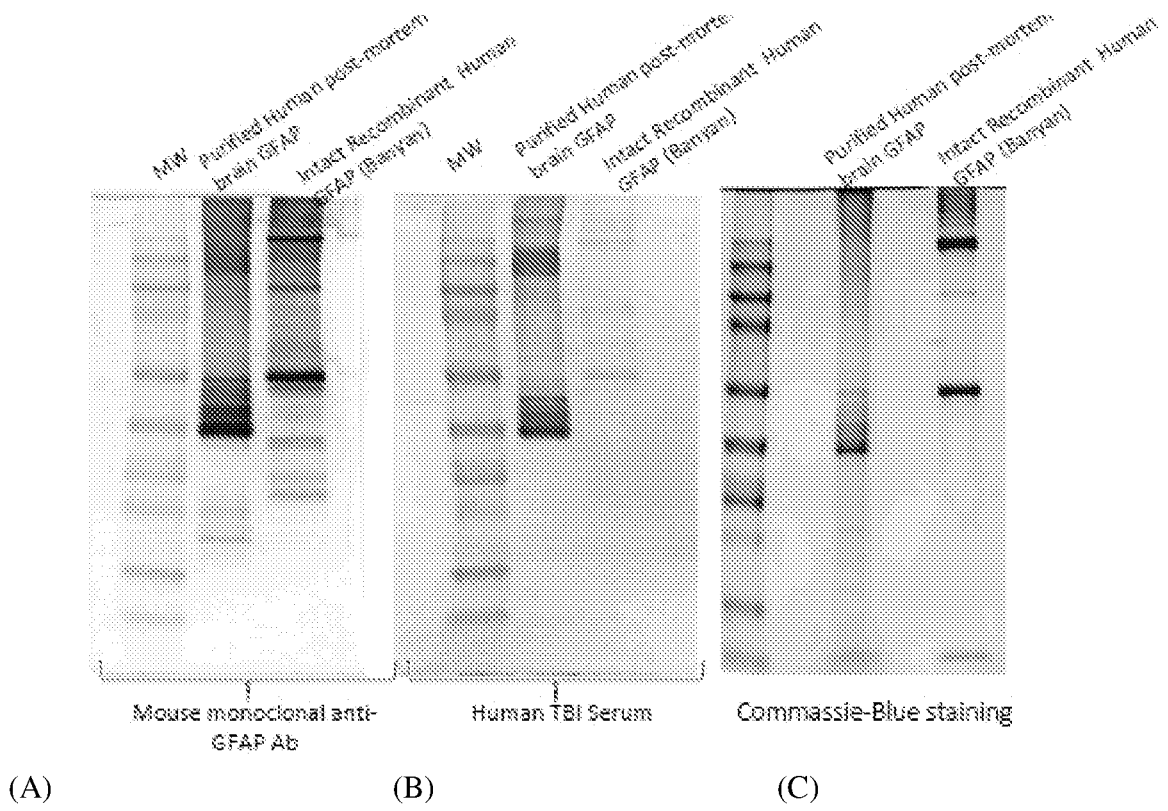 MW
Purified Human post-mortem
brain GFAP
Intact Recombinant Human
GFAP (Banyan)
MW
Purified Human post-mortem
brain GFAP
Intact Recombinant Human
GFAP (Banyan)
Purified Human post-mortem
brain GFAP
Intact Recombinant Human
GFAP (Banyan)
Mouse monoclonal anti-
GFAP Ab
Human TBI Serum
Commassie-Blue staining
(A)
(B)
(C)